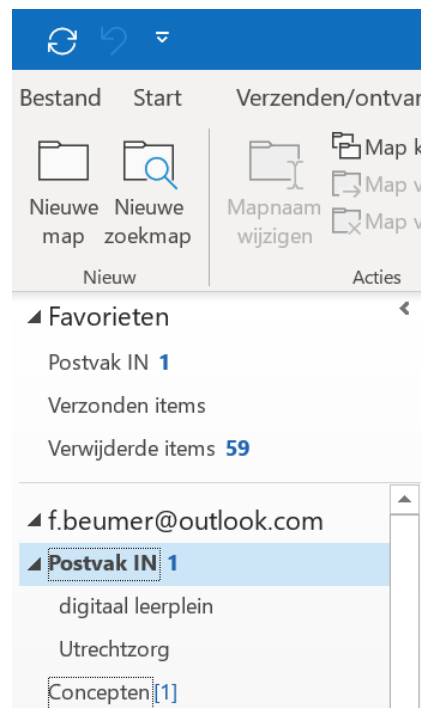 Bestand Start Verzenden/ontvar
Nieuwe map
Nieuwe zoekmap
Mapnaam wijzigen
Map k
Map v
Map v
Nieuw
Acties
Favorieten
Postvak IN 1
Verzonden items
Verwijderde items 59
f.beumer@outlook.com
Postvak IN 1
digitaal leerplein
Utrechtzorg
Concepten [1]